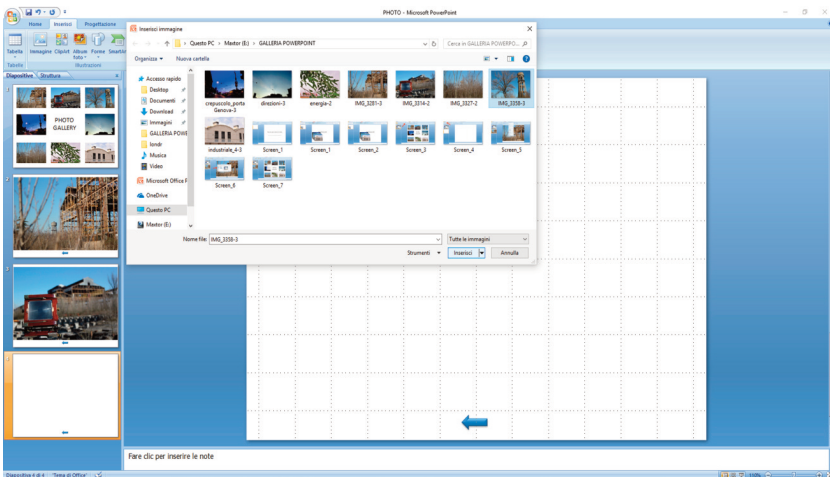 PHOTO - Microsoft PowerPoint
Home Inserisci Progettazione
Tabella Immagine ClipArt Album foto Forme SmartArt
Tabelle Illustrazioni
Diapositive Struttura
PHOTO
GALLERY
Inserisci immagine
Questo PC > Mastor (E:) > GALLERIA POWERPOINT
Cerca in GALLERIA POWERPO...
Organizza Nuova cartella
Accesso rapido
Desktop
Documenti
Download
Immagini
GALLERIA POWE
londr
Musica
Video
Microsoft Office P
OneDrive
Questo PC
Mastor (E:)
crepuscolo_porta
Genova-3
direzioni-3
energia-2
IMG_3281-3
IMG_3314-2
IMG_3327-2
IMG_3358-3
industriale_4-3
Screen_1
Screen_1
Screen_2
Screen_3
Screen_4
Screen_5
Screen_6
Screen_7
Nome file: IMG_3358-3
Tutte le immagini
Strumenti Inserisci Annulla
Fare clic per inserire le note
Diapositiva 4 di 4 "Tema di Office"
110%